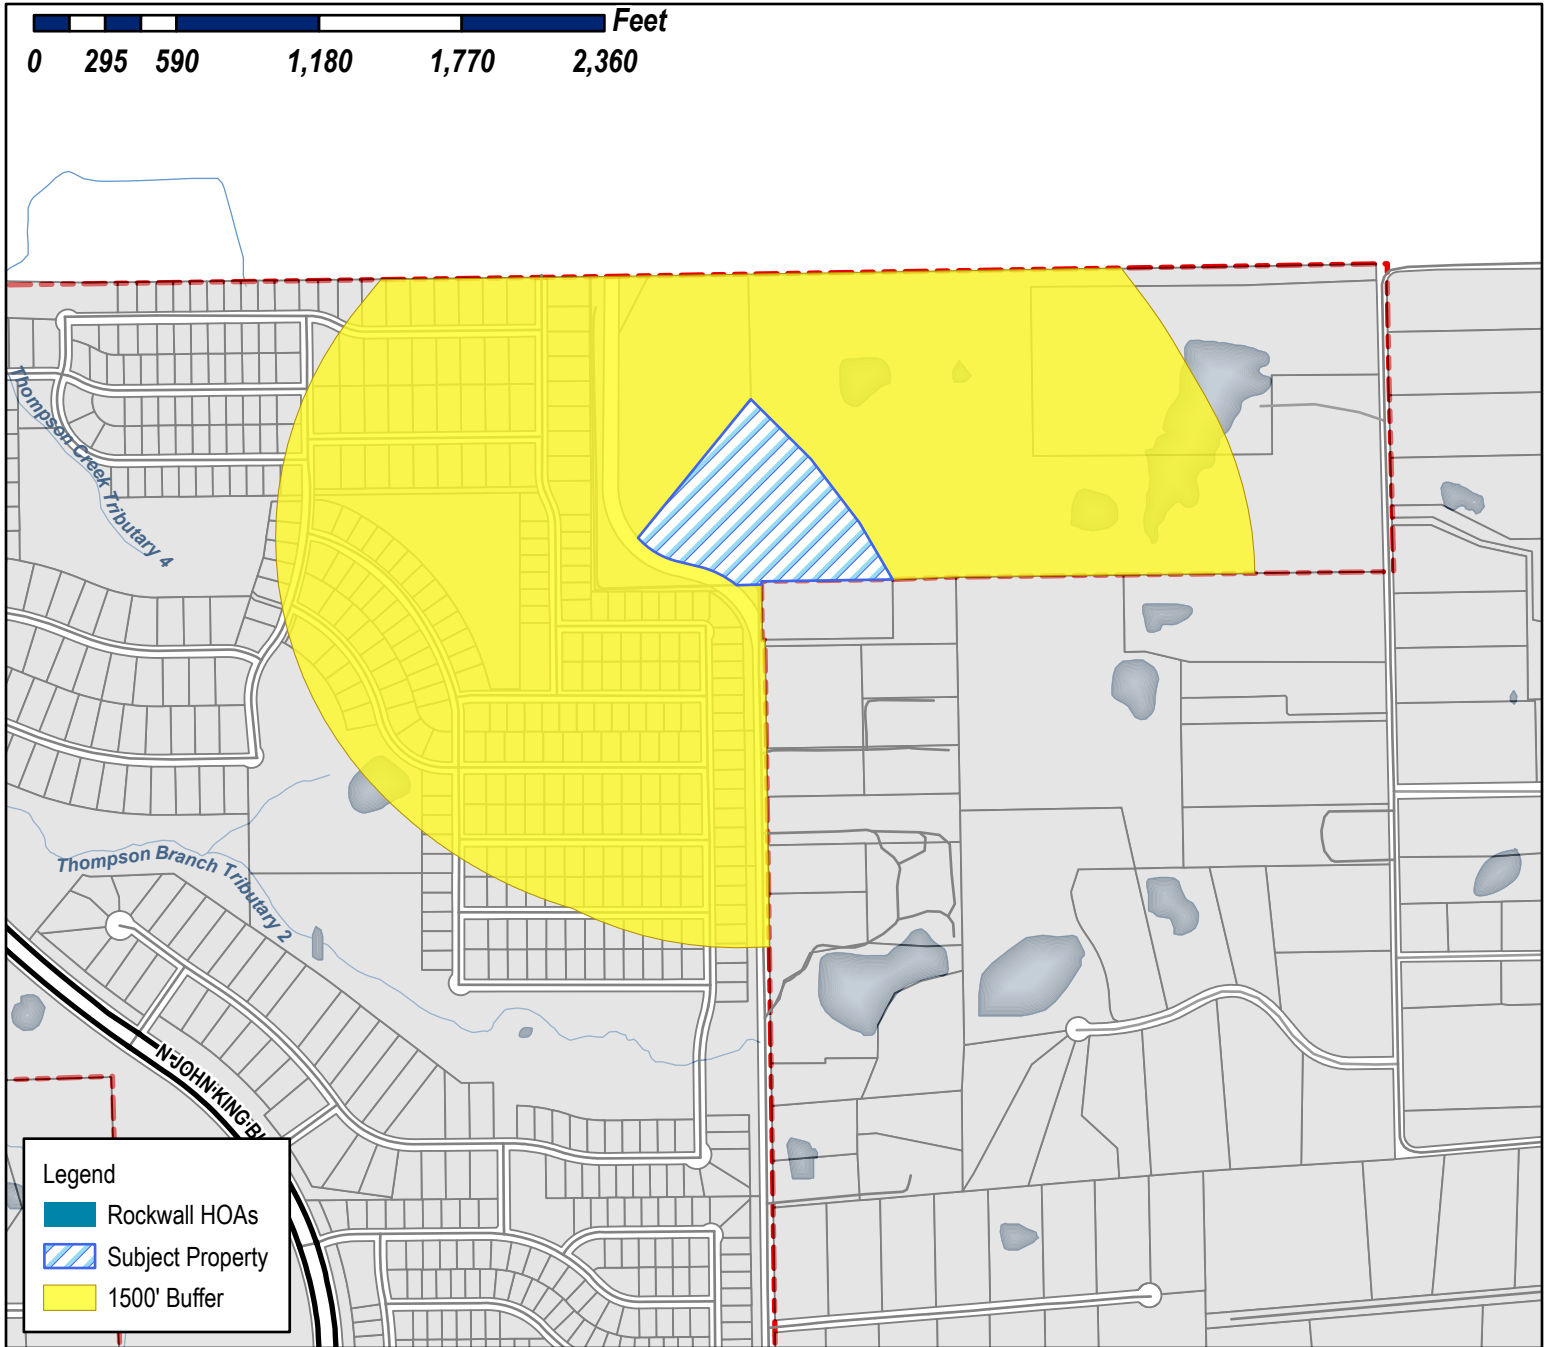 Feet
0 295 590 1,180 1,770 2,360
Thompson Creek Tributary 4
Thompson Branch Tributary 2
N JOHN KING
Legend
Rockwall HOAs
Subject Property
1500' Buffer